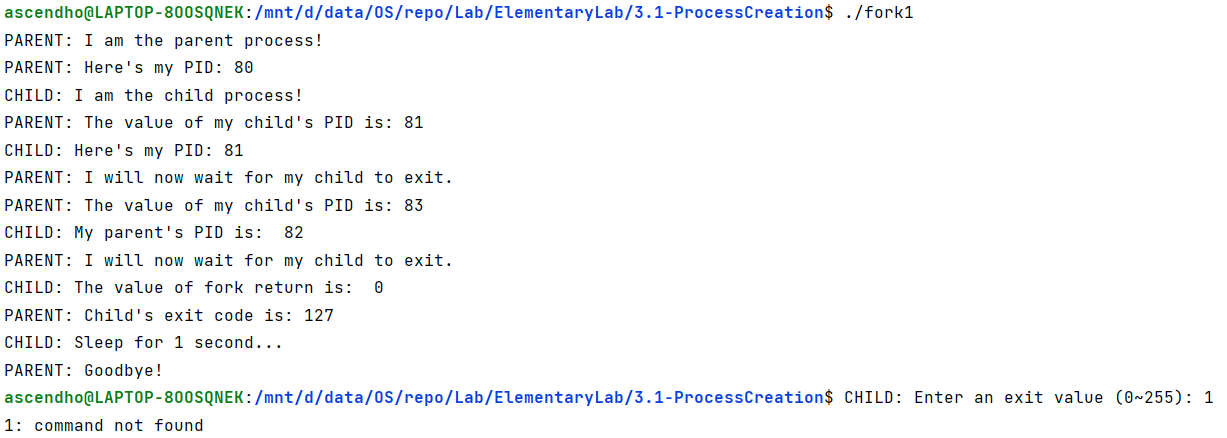 ascendho@LAPTOP-8OOSQNEK:/mnt/d/data/OS/repo/Lab/ElementaryLab/3.1-ProcessCreation$ ./fork1
PARENT: I am the parent process!
PARENT: Here's my PID: 80
CHILD: I am the child process!
PARENT: The value of my child's PID is: 81
CHILD: Here's my PID: 81
PARENT: I will now wait for my child to exit.
PARENT: The value of my child's PID is: 83
CHILD: My parent's PID is:  82
PARENT: I will now wait for my child to exit.
CHILD: The value of fork return is:  0
PARENT: Child's exit code is: 127
CHILD: Sleep for 1 second...
PARENT: Goodbye!
ascendho@LAPTOP-8OOSQNEK:/mnt/d/data/OS/repo/Lab/ElementaryLab/3.1-ProcessCreation$ CHILD: Enter an exit value (0~255): 1
1: command not found